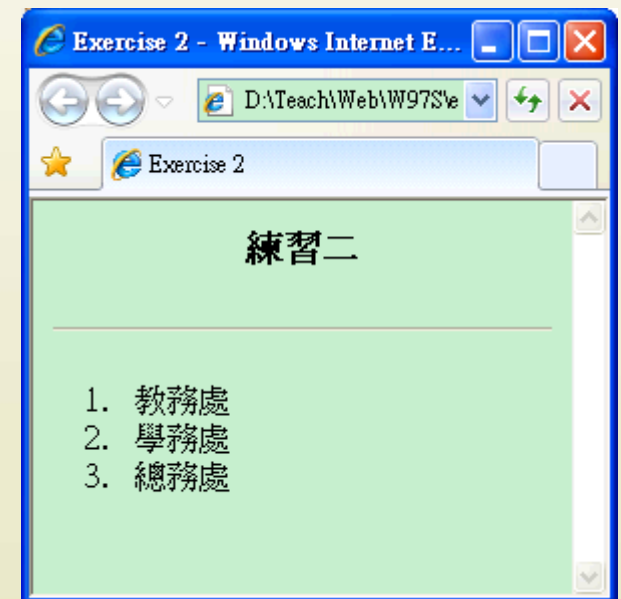 Exercise 2 - Windows Internet E...
D:\Teach\Web\W97S\e
Exercise 2
練習二
1. 教務處
2. 學務處
3. 總務處